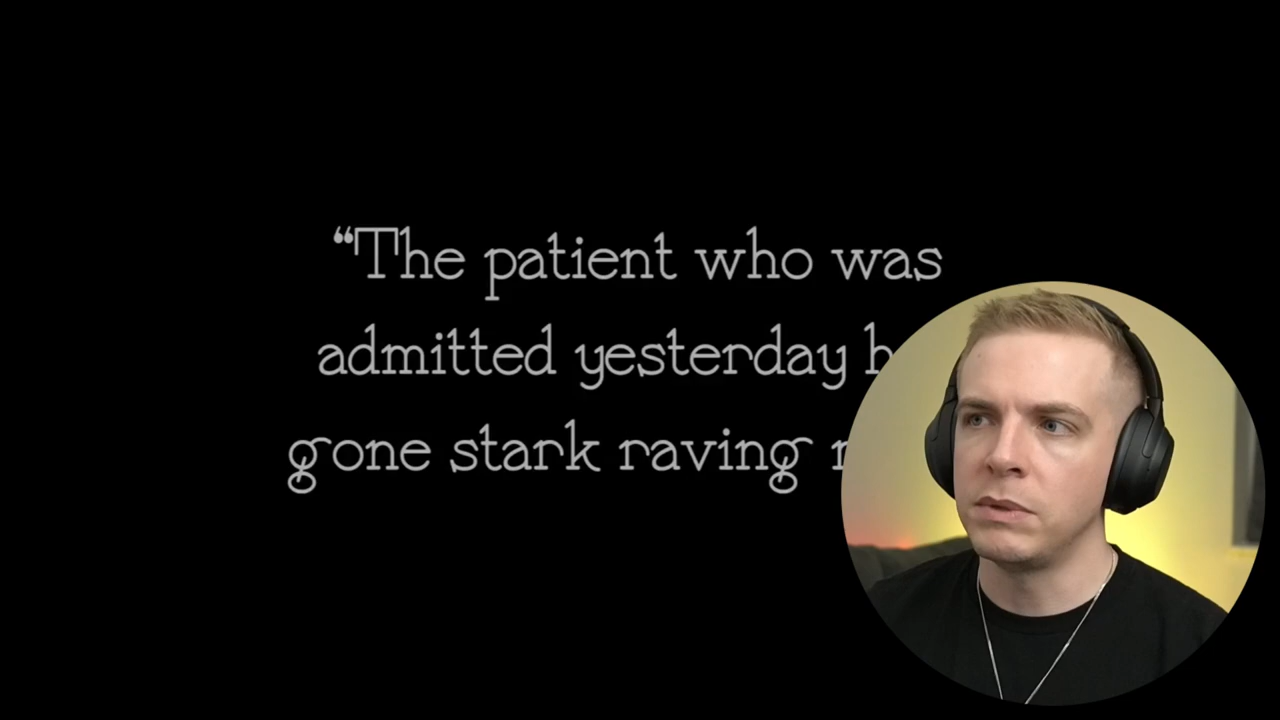 “The patient who was
admitted yesterday
gone stark raving